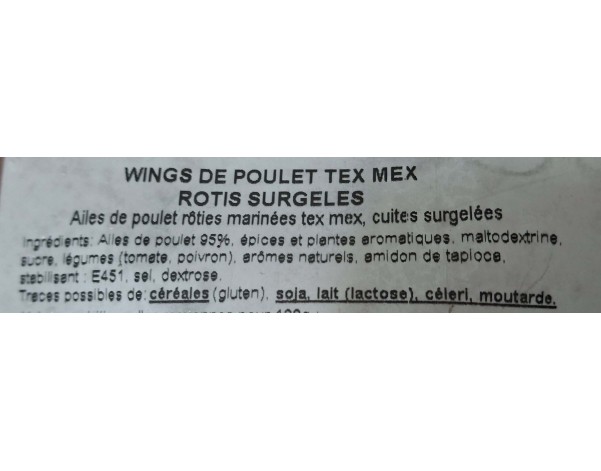 WINGS DE POULET TEX MEX
ROTIS SURGELES
Ailes de poulet rôties marinées tex mex, cuites surgelées
Ingrédients: Ailes de poulet 95%, épices et plantes aromatiques, maltodextrine,
sucre, légumes (tomate, poivron), arômes naturels, amidon de tapioca,
stabilisant : E451, sel, dextrose.
Traces possibles de: céréales (gluten), soja, lait (lactose), céleri, moutarde.